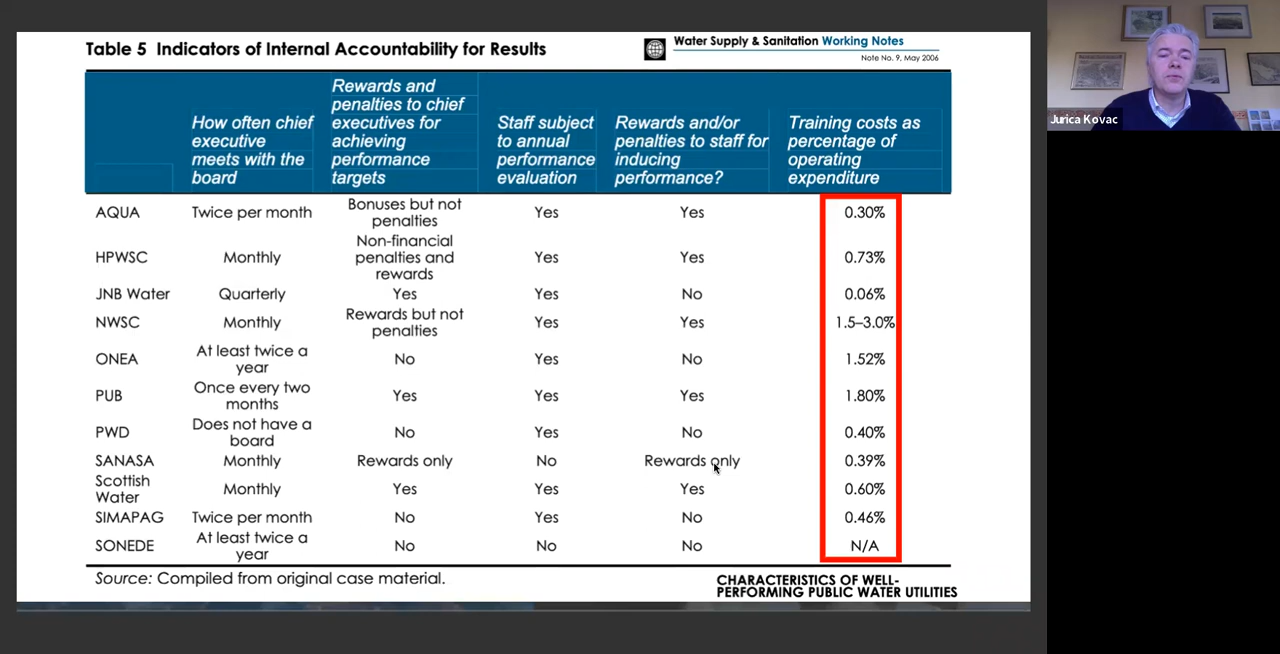 Table 5 Indicators of Internal Accountability for Results
Water Supply & Sanitation Working Notes
Note No. 9, May 2006
How often chief
executive
meets with the
board
Rewards and
penalties to chief
executives for
achieving
performance
targets
Staff subject
to annual
performance
evaluation
Rewards and/or
penalties to staff for
inducing
performance?
Training costs as
percentage of
operating
expenditure
AQUA Twice per month Bonuses but not
penalties Yes Yes 0.30%
HPWSC Monthly Non-financial
penalties and
rewards Yes Yes 0.73%
JNB Water Quarterly Yes Yes No 0.06%
NWSC Monthly Rewards but not
penalties Yes Yes 1.5–3.0%
ONEA At least twice a
year No Yes No 1.52%
PUB Once every two
months Yes Yes Yes 1.80%
PWD Does not have a
board No Yes No 0.40%
SANASA Monthly Rewards only No Rewards only 0.39%
Scottish
Water Monthly Yes Yes Yes 0.60%
SIMAPAG Twice per month No Yes No 0.46%
SONEDE At least twice a
year No No No N/A
Source: Compiled from original case material.
CHARACTERISTICS OF WELL-
PERFORMING PUBLIC WATER UTILITIES
Jurica Kovac